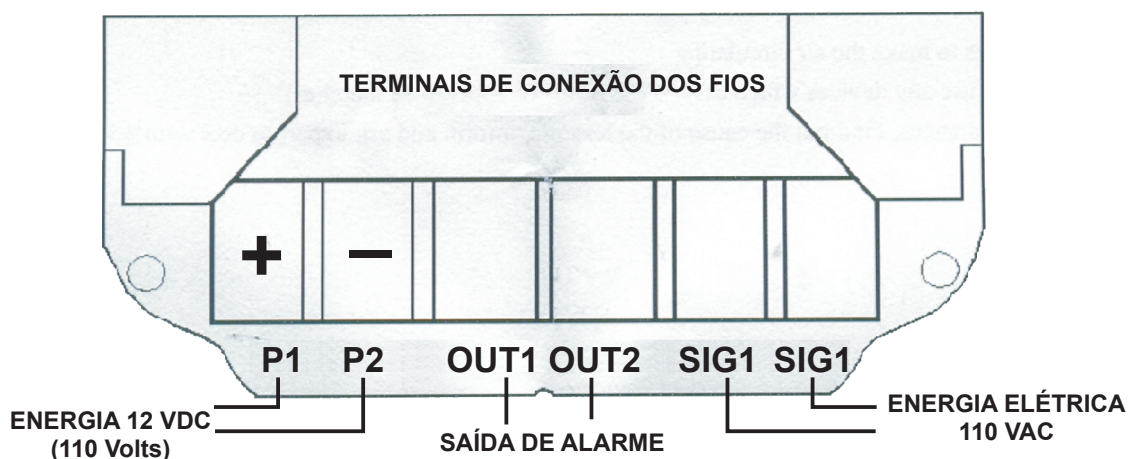 TERMINAIS DE CONEXÃO DOS FIOS
+ −
P1 P2 OUT1 OUT2 SIG1 SIG1
ENERGIA 12 VDC
(110 Volts)
SAÍDA DE ALARME
ENERGIA ELÉTRICA
110 VAC